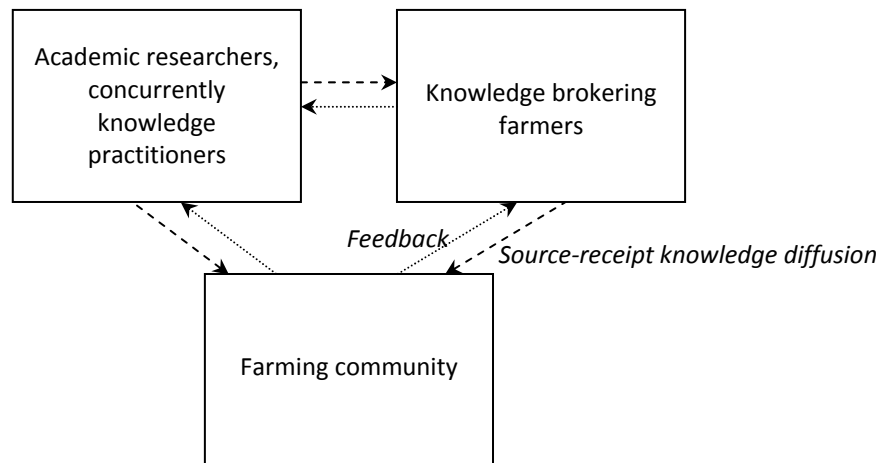 Academic researchers,
concurrently
knowledge
practitioners
Knowledge brokering
farmers
Feedback
Source-receipt knowledge diffusion
Farming community